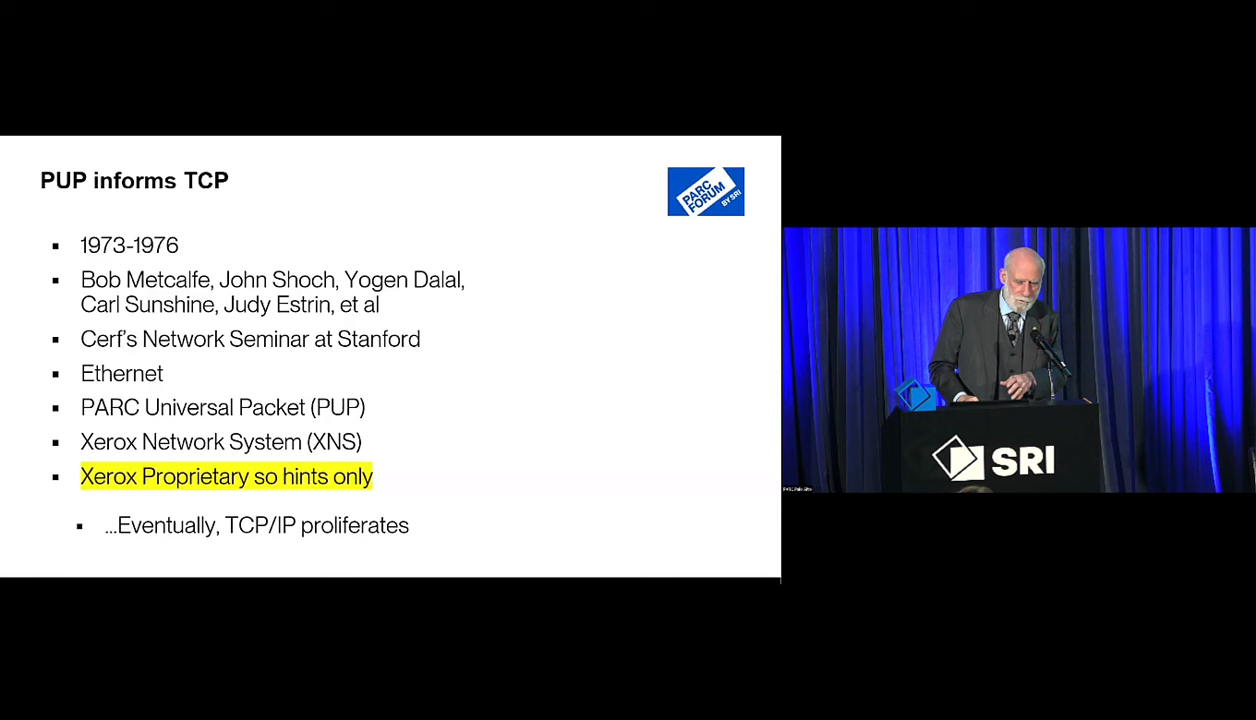 PUP informs TCP
PARC
FORUM
BY SRI
▪ 1973-1976
▪ Bob Metcalfe, John Shoch, Yogen Dalal,
Carl Sunshine, Judy Estrin, et al
▪ Cerf's Network Seminar at Stanford
▪ Ethernet
▪ PARC Universal Packet (PUP)
▪ Xerox Network System (XNS)
▪ Xerox Proprietary so hints only
▪ ...Eventually, TCP/IP proliferates
SRI